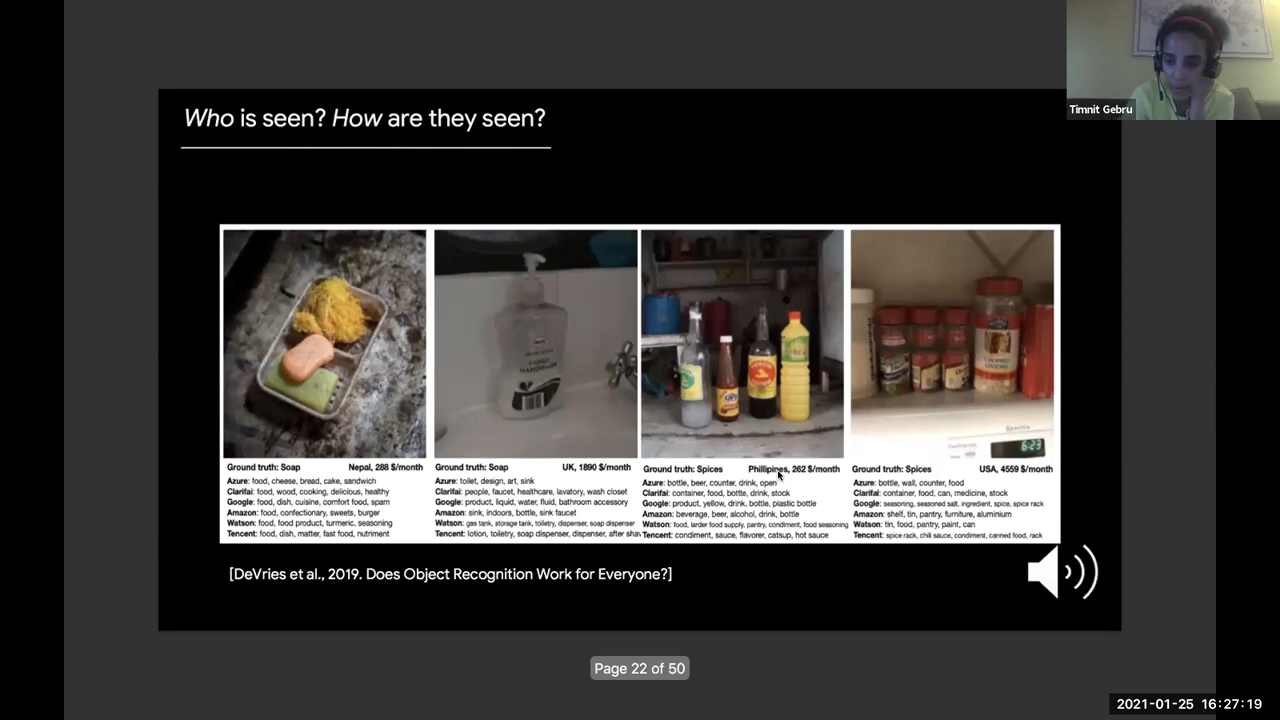 Timnit Gebru
Who is seen? How are they seen?
Ground truth: Soap Nepal, 288 $/month
Azure: food, cheese, bread, cake, sandwich
Clarifai: food, wood, cooking, delicious, healthy
Google: food, dish, cuisine, comfort food, spam
Amazon: food, confectionary, sweets, burger
Watson: food, food product, turmeric, seasoning
Tencent: food, dish, matter, fast food, nutriment
Ground truth: Soap UK, 1890 $/month
Azure: toilet, design, art, sink
Clarifai: people, faucet, healthcare, lavatory, wash closet
Google: product, liquid, water, fluid, bathroom accessory
Amazon: sink, indoors, bottle, sink faucet
Watson: gas tank, storage tank, toiletry, dispenser, soap dispenser
Tencent: lotion, toiletry, soap dispenser, dispenser, after shav
Ground truth: Spices Phillipines, 262 $/month
Azure: bottle, beer, counter, drink, open
Clarifai: container, food, bottle, drink, stock
Google: product, yellow, drink, bottle, plastic bottle
Amazon: beverage, beer, alcohol, drink, bottle
Watson: food, larder food supply, pantry, condiment, food seasoning
Tencent: condiment, sauce, flavorer, catsup, hot sauce
Ground truth: Spices USA, 4559 $/month
Azure: bottle, wall, counter, food
Clarifai: container, food, can, medicine, stock
Google: seasoning, seasoned salt, ingredient, spice, spice rack
Amazon: shelf, tin, pantry, furniture, aluminium
Watson: tin, food, pantry, paint, can
Tencent: spice rack, chili sauce, condiment, canned food, rack
[DeVries et al., 2019. Does Object Recognition Work for Everyone?]
Page 22 of 50
2021-01-25 16:27:19